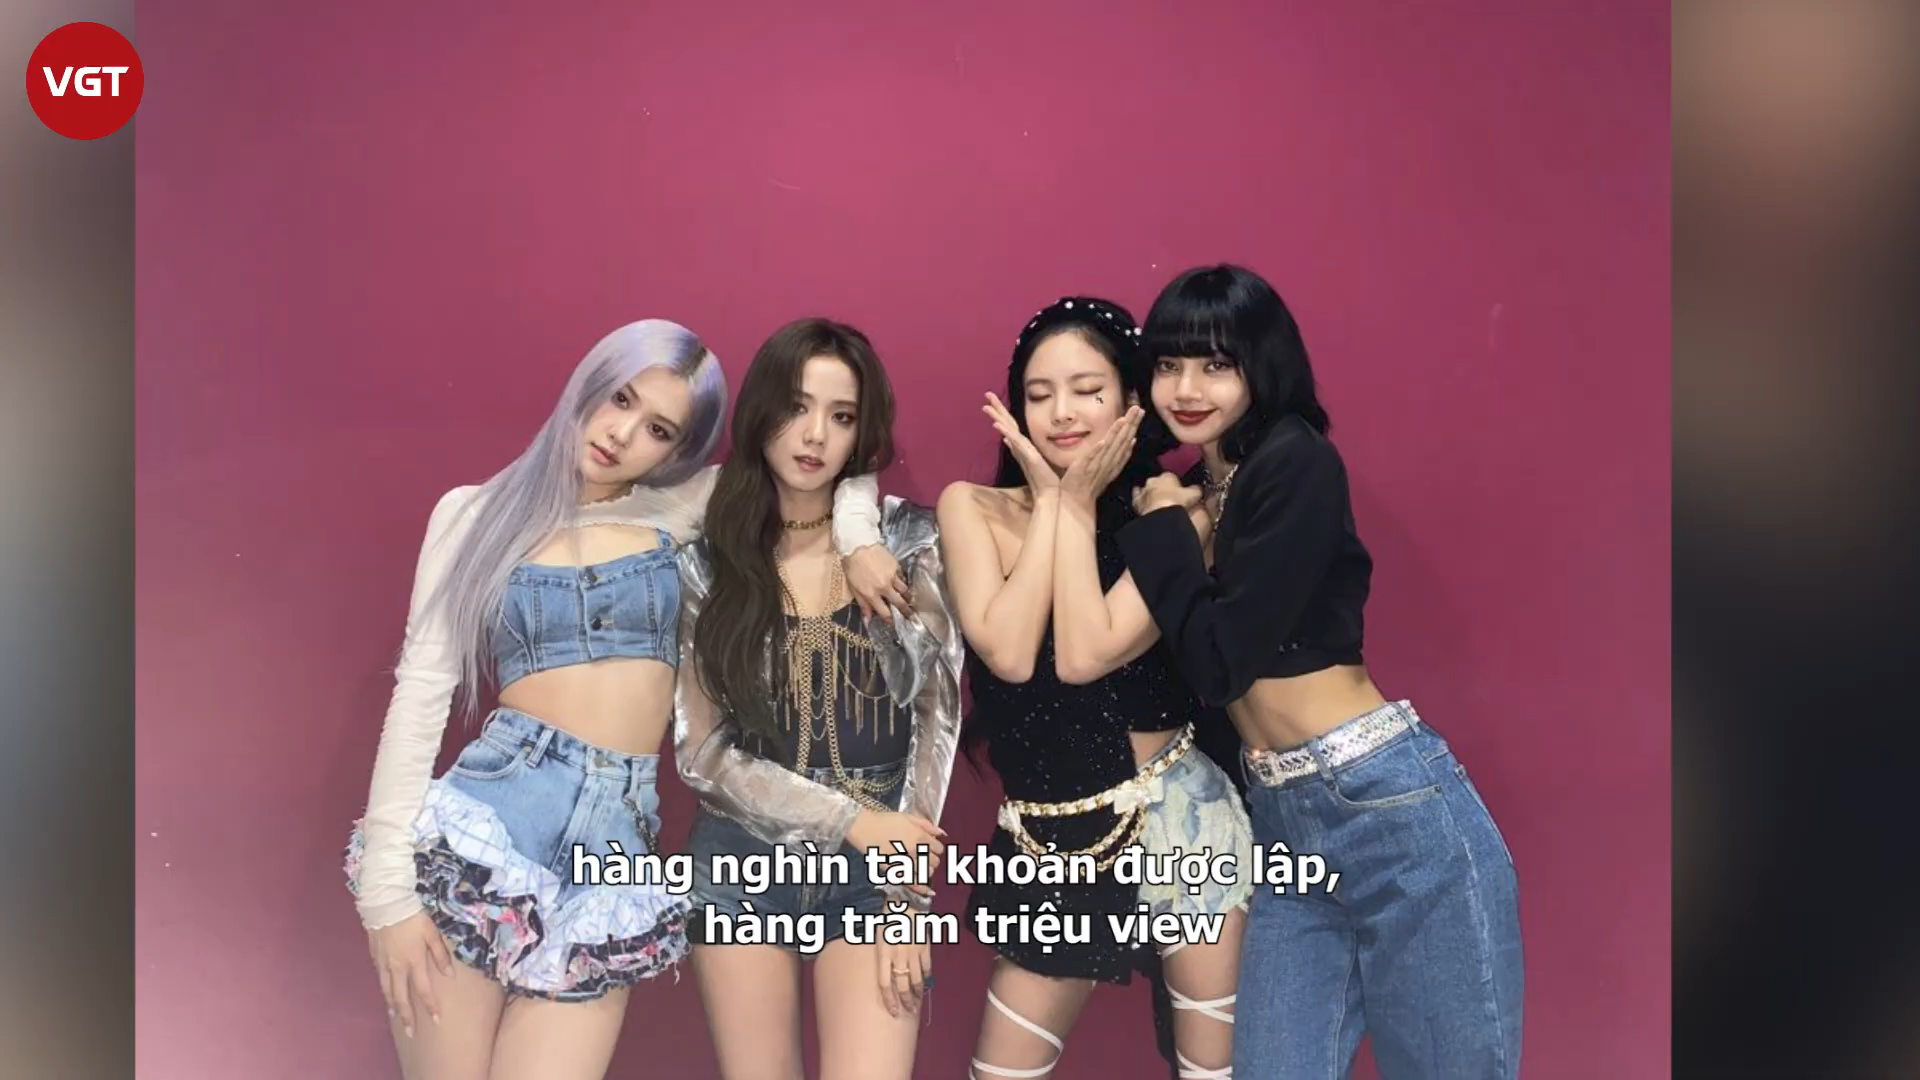 VGT
hàng nghìn tài khoản được lập,
hàng trăm triệu view